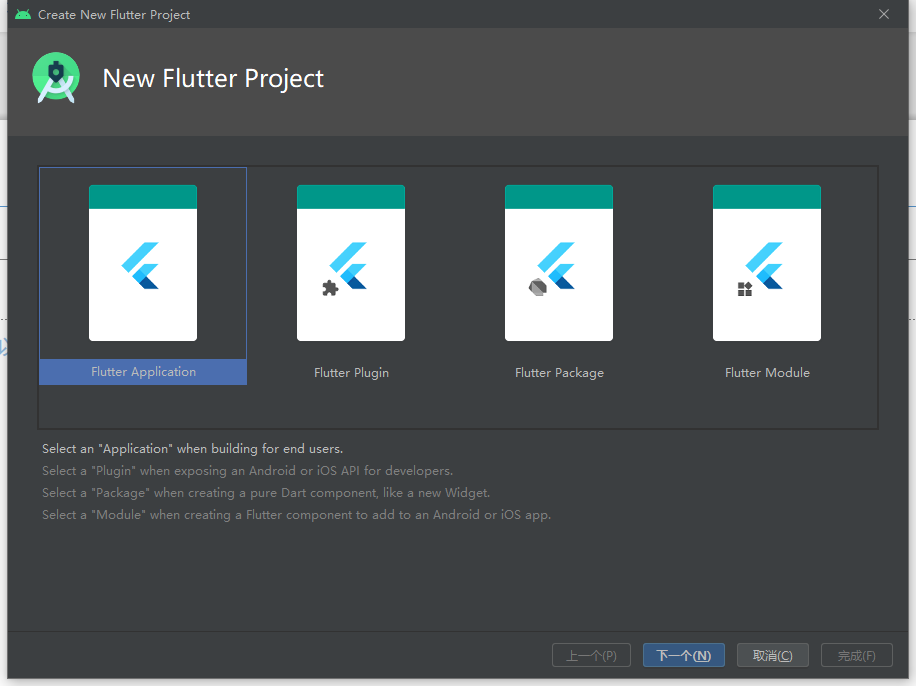 Create New Flutter Project
New Flutter Project
Flutter Application
Flutter Plugin
Flutter Package
Flutter Module
Select an "Application" when building for end users.
Select a "Plugin" when exposing an Android or iOS API for developers.
Select a "Package" when creating a pure Dart component, like a new Widget.
Select a "Module" when creating a Flutter component to add to an Android or iOS app.
上一个(P)
下一个(N)
取消(C)
完成(F)